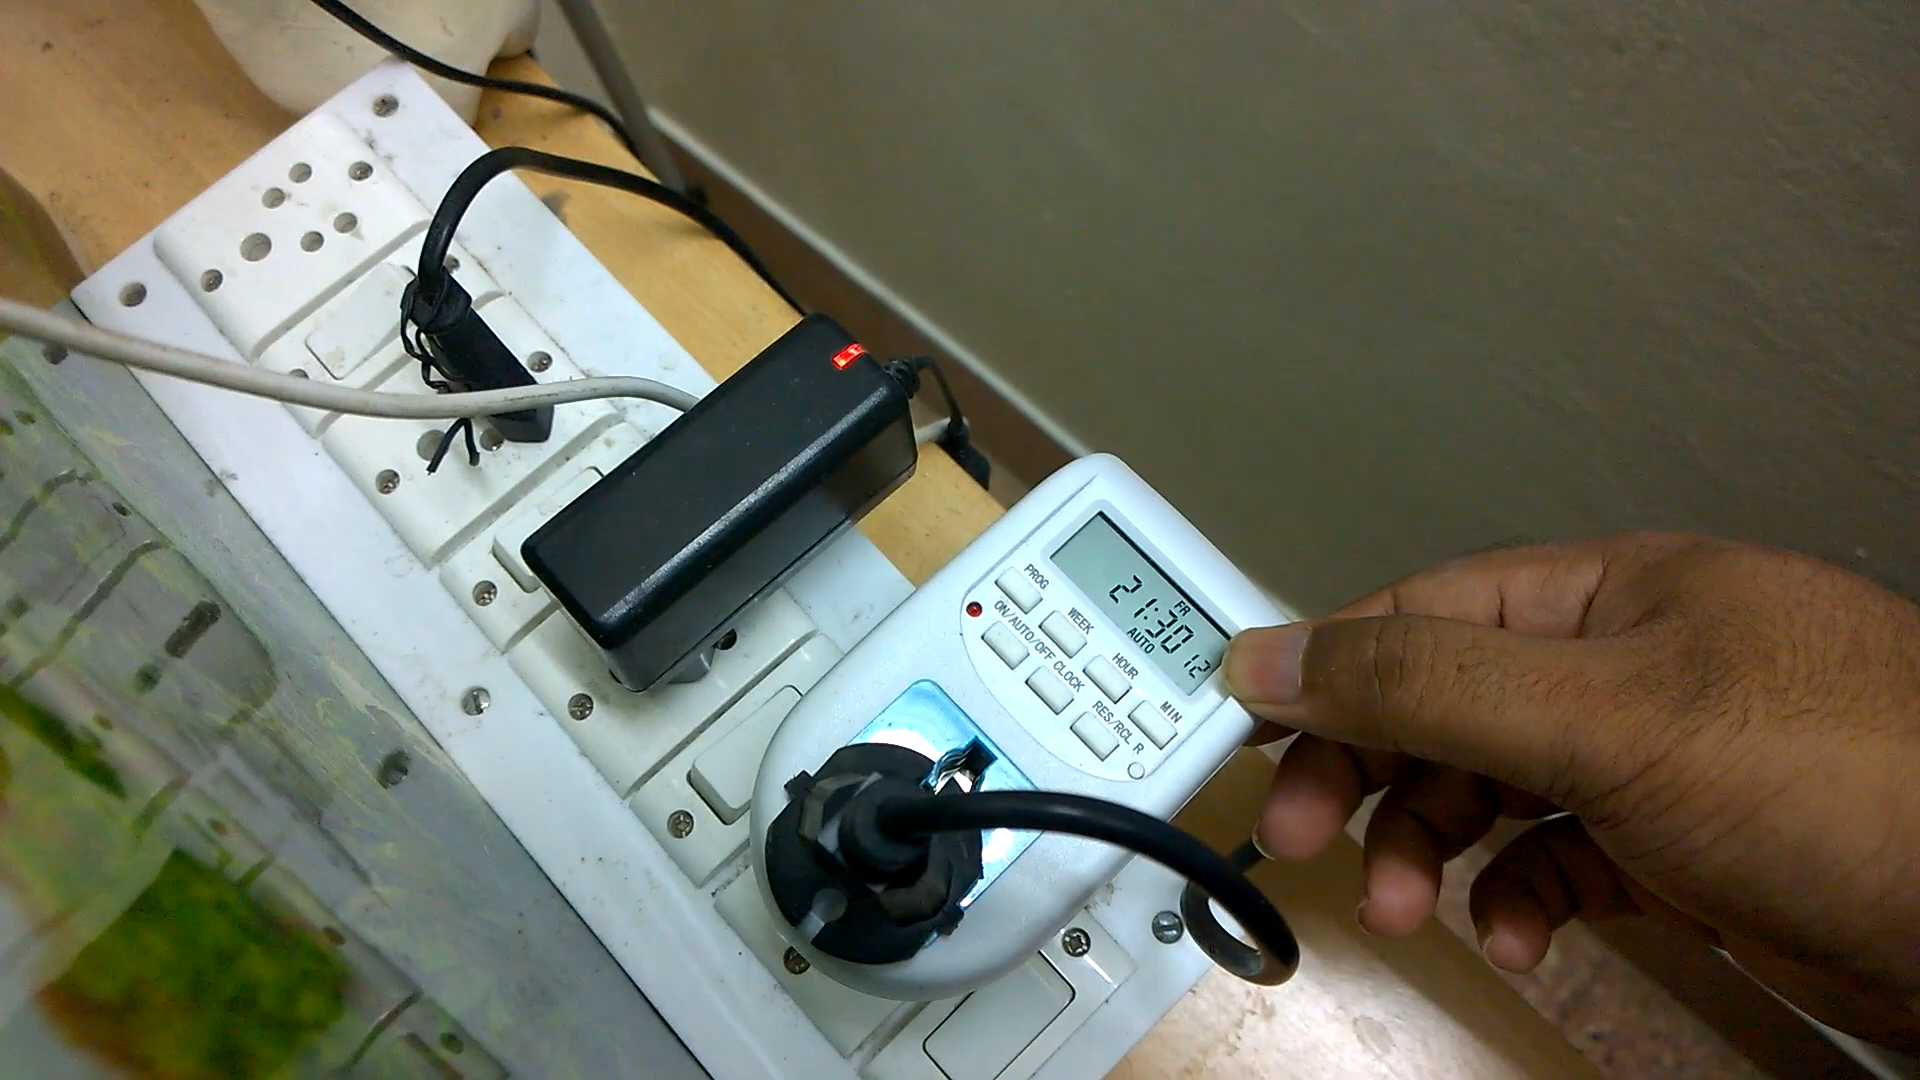 FR
21:30 12
AUTO
PROG
WEEK
HOUR
MIN
ON/AUTO/OFF
CLOCK
RES/RCL
R